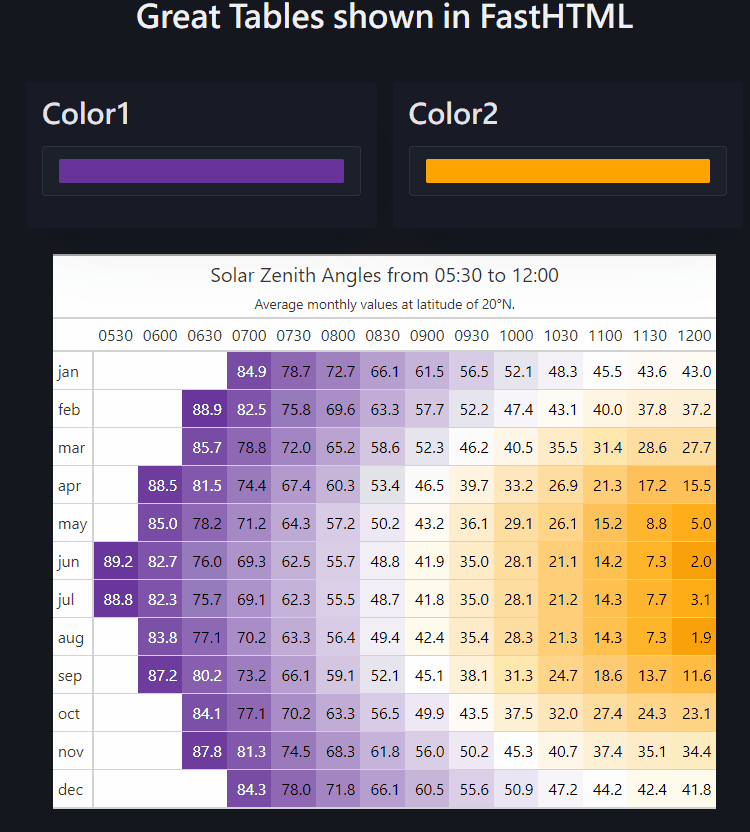 Great Tables shown in FastHTML
Color1 Color2
Solar Zenith Angles from 05:30 to 12:00
Average monthly values at latitude of 20°N.
0530 0600 0630 0700 0730 0800 0830 0900 0930 1000 1030 1100 1130 1200
jan 84.9 78.7 72.7 66.1 61.5 56.5 52.1 48.3 45.5 43.6 43.0
feb 88.9 82.5 75.8 69.6 63.3 57.7 52.2 47.4 43.1 40.0 37.8 37.2
mar 85.7 78.8 72.0 65.2 58.6 52.3 46.2 40.5 35.5 31.4 28.6 27.7
apr 88.5 81.5 74.4 67.4 60.3 53.4 46.5 39.7 33.2 26.9 21.3 17.2 15.5
may 85.0 78.2 71.2 64.3 57.2 50.2 43.2 36.1 29.1 26.1 15.2 8.8 5.0
jun 89.2 82.7 76.0 69.3 62.5 55.7 48.8 41.9 35.0 28.1 21.1 14.2 7.3 2.0
jul 88.8 82.3 75.7 69.1 62.3 55.5 48.7 41.8 35.0 28.1 21.2 14.3 7.7 3.1
aug 83.8 77.1 70.2 63.3 56.4 49.4 42.4 35.4 28.3 21.3 14.3 7.3 1.9
sep 87.2 80.2 73.2 66.1 59.1 52.1 45.1 38.1 31.3 24.7 18.6 13.7 11.6
oct 84.1 77.1 70.2 63.3 56.5 49.9 43.5 37.5 32.0 27.4 24.3 23.1
nov 87.8 81.3 74.5 68.3 61.8 56.0 50.2 45.3 40.7 37.4 35.1 34.4
dec 84.3 78.0 71.8 66.1 60.5 55.6 50.9 47.2 44.2 42.4 41.8